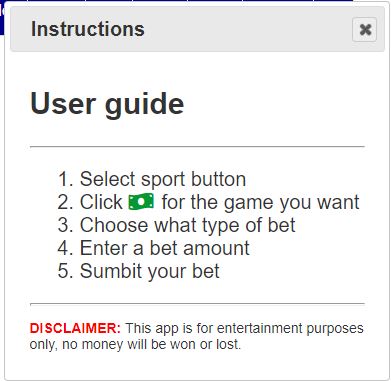 Instructions
User guide
1. Select sport button
2. Click for the game you want
3. Choose what type of bet
4. Enter a bet amount
5. Sumbit your bet
DISCLAIMER: This app is for entertainment purposes
only, no money will be won or lost.